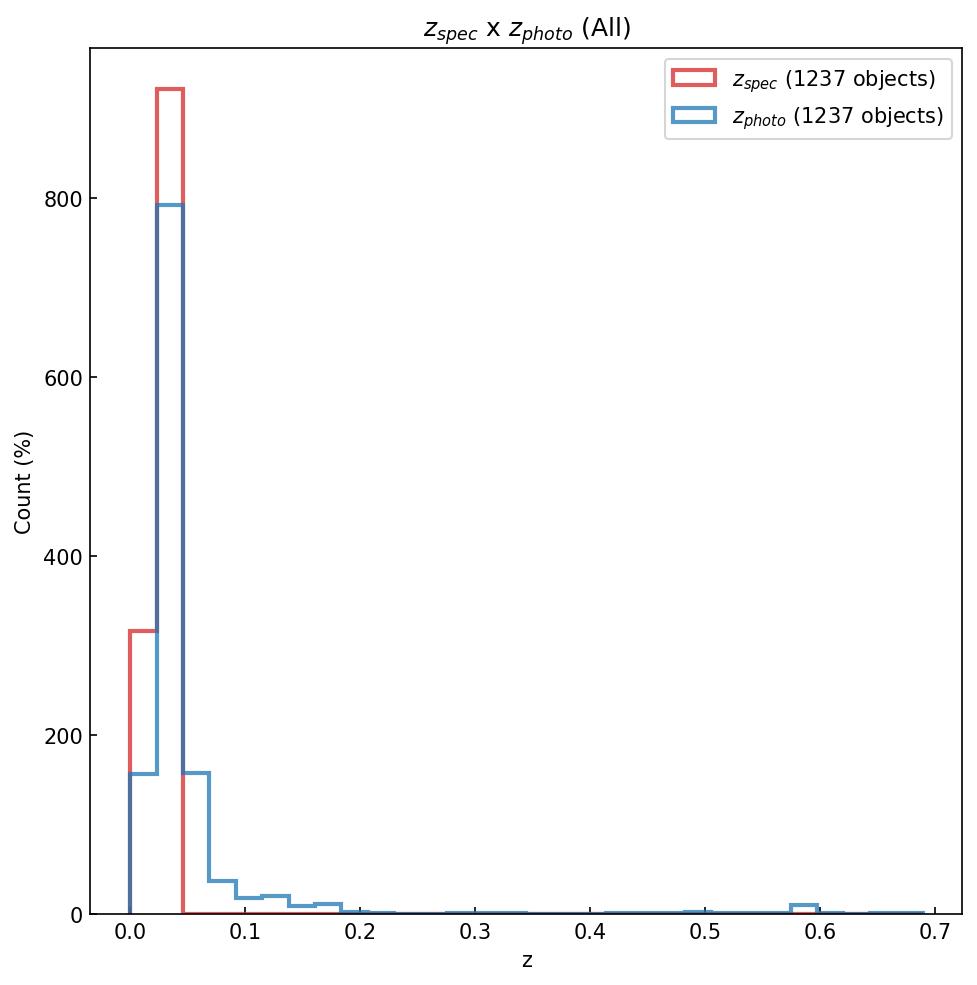 z_spec x z_photo (All)
z_spec (1237 objects)
z_photo (1237 objects)
Count (%)
800
600
400
200
0
0.0 0.1 0.2 0.3 0.4 0.5 0.6 0.7
z